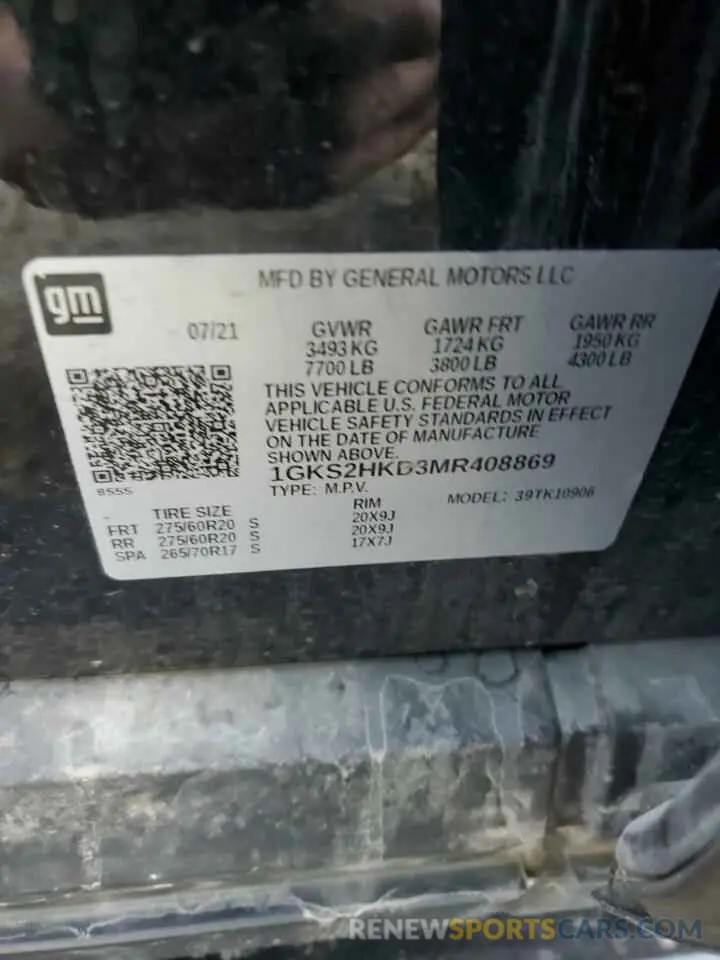 MFD BY GENERAL MOTORS LLC
gm
07/21
GVWR GAWR FRT GAWR RR
3493 KG 1724 KG 1950 KG
7700 LB 3800 LB 4300 LB
THIS VEHICLE CONFORMS TO ALL
APPLICABLE U.S. FEDERAL MOTOR
VEHICLE SAFETY STANDARDS IN EFFECT
ON THE DATE OF MANUFACTURE
SHOWN ABOVE.
1GKS2HKD3MR408869
8555
TYPE: M.P.V. MODEL: 39TK10906
TIRE SIZE RIM
FRT 275/60R20 S 20X9J
RR 275/60R20 S 20X9J
SPA 265/70R17 S 17X7J
RENEWSPORTSCARS.COM